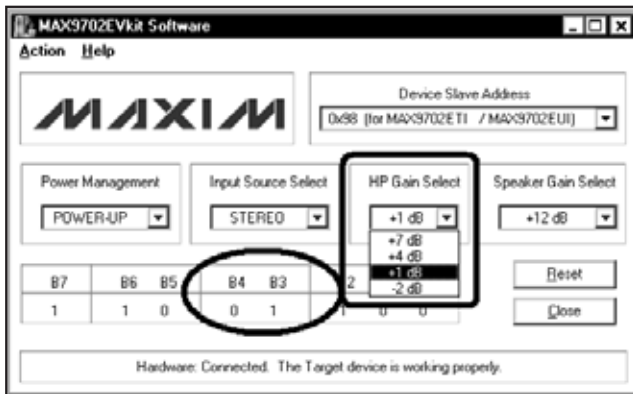 MAX9702EVkit Software
Action Help
MAXIM
Device Slave Address
0x98 (for MAX9702ETI / MAX9702EUI)
Power Management
Input Source Select
HP Gain Select
Speaker Gain Select
POWER-UP
STEREO
+1 dB
+12 dB
+7 dB
+4 dB
+1 dB
-2 dB
Reset
Close
B7 B6 B5 B4 B3 2
1 1 0 0 1 1 0 0
Hardware: Connected. The Target device is working properly.